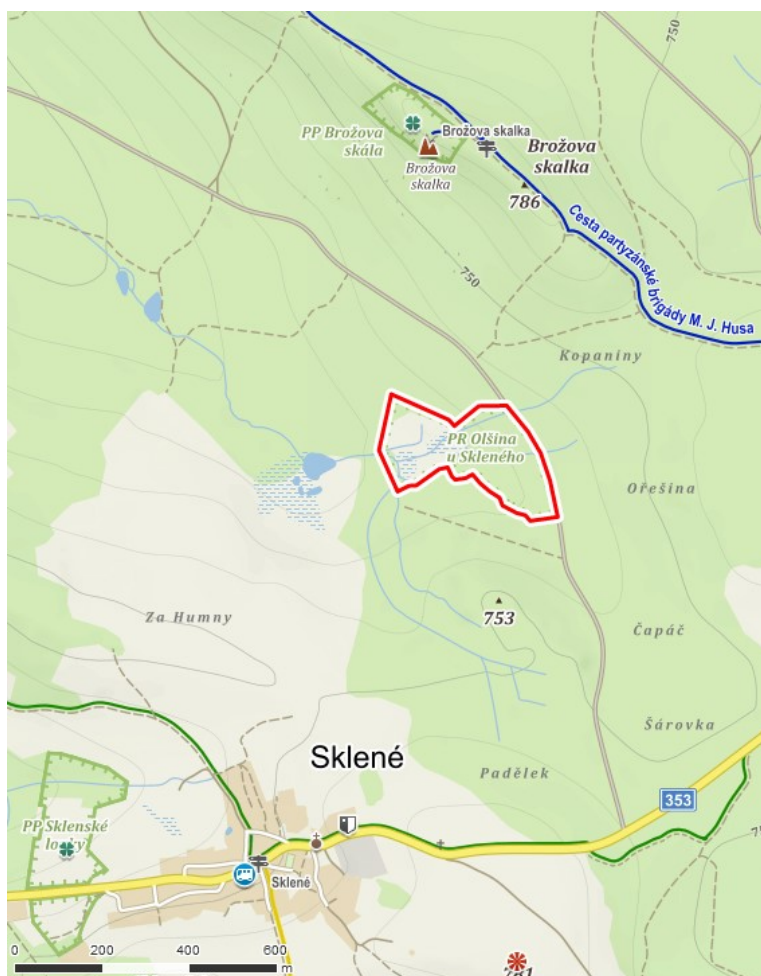 750
PP Brožova
skála
Brožova skalka
Brožova
skalka
Brožova
skalka
786
Cesta partyzánské
brigády M. J. Husa
750
Kopaniny
PR Olšina
u Skleného
Ořešina
753
Za Humny
Čapáč
Šárovka
Sklené
Padělek
353
PP Sklenské
louky
Sklené
0 200 400 600
m